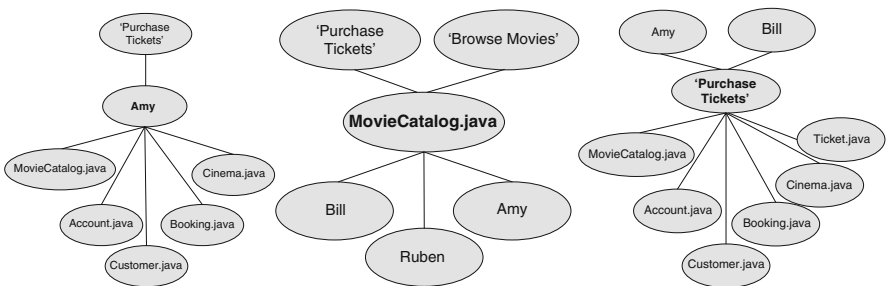 'Purchase
Tickets'
Amy
MovieCatalog.java
Cinema.java
Account.java
Booking.java
Customer.java
'Purchase
Tickets'
'Browse Movies'
MovieCatalog.java
Bill
Amy
Ruben
Amy
Bill
'Purchase
Tickets'
Ticket.java
MovieCatalog.java
Cinema.java
Account.java
Booking.java
Customer.java